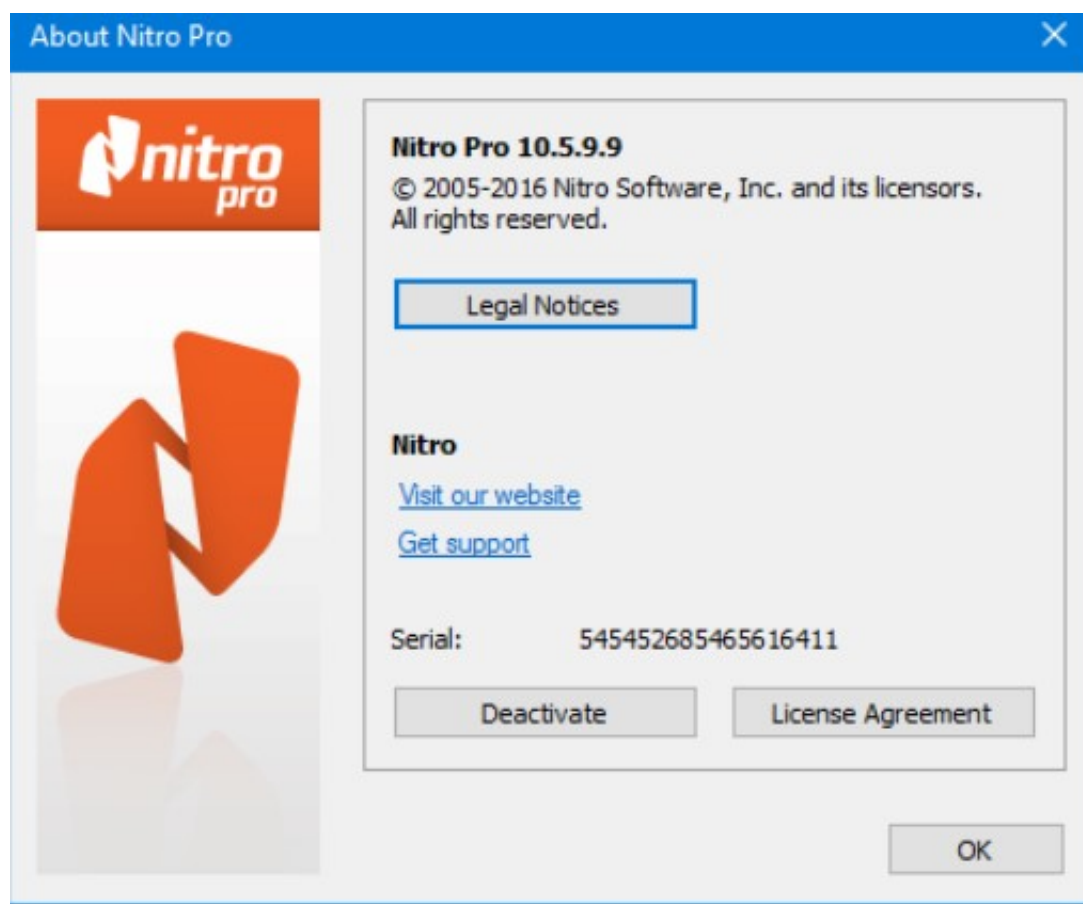 About Nitro Pro
nitro
pro
Nitro Pro 10.5.9.9
© 2005-2016 Nitro Software, Inc. and its licensors.
All rights reserved.
Legal Notices
Nitro
Visit our website
Get support
Serial: 545452685465616411
Deactivate License Agreement
OK